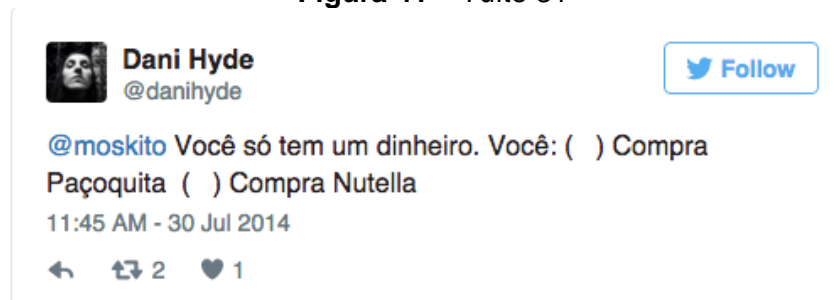 Dani Hyde
@danihyde
Follow
@moskito Você só tem um dinheiro. Você: ( ) Compra
Paçoquita ( ) Compra Nutella
11:45 AM - 30 Jul 2014
2 1